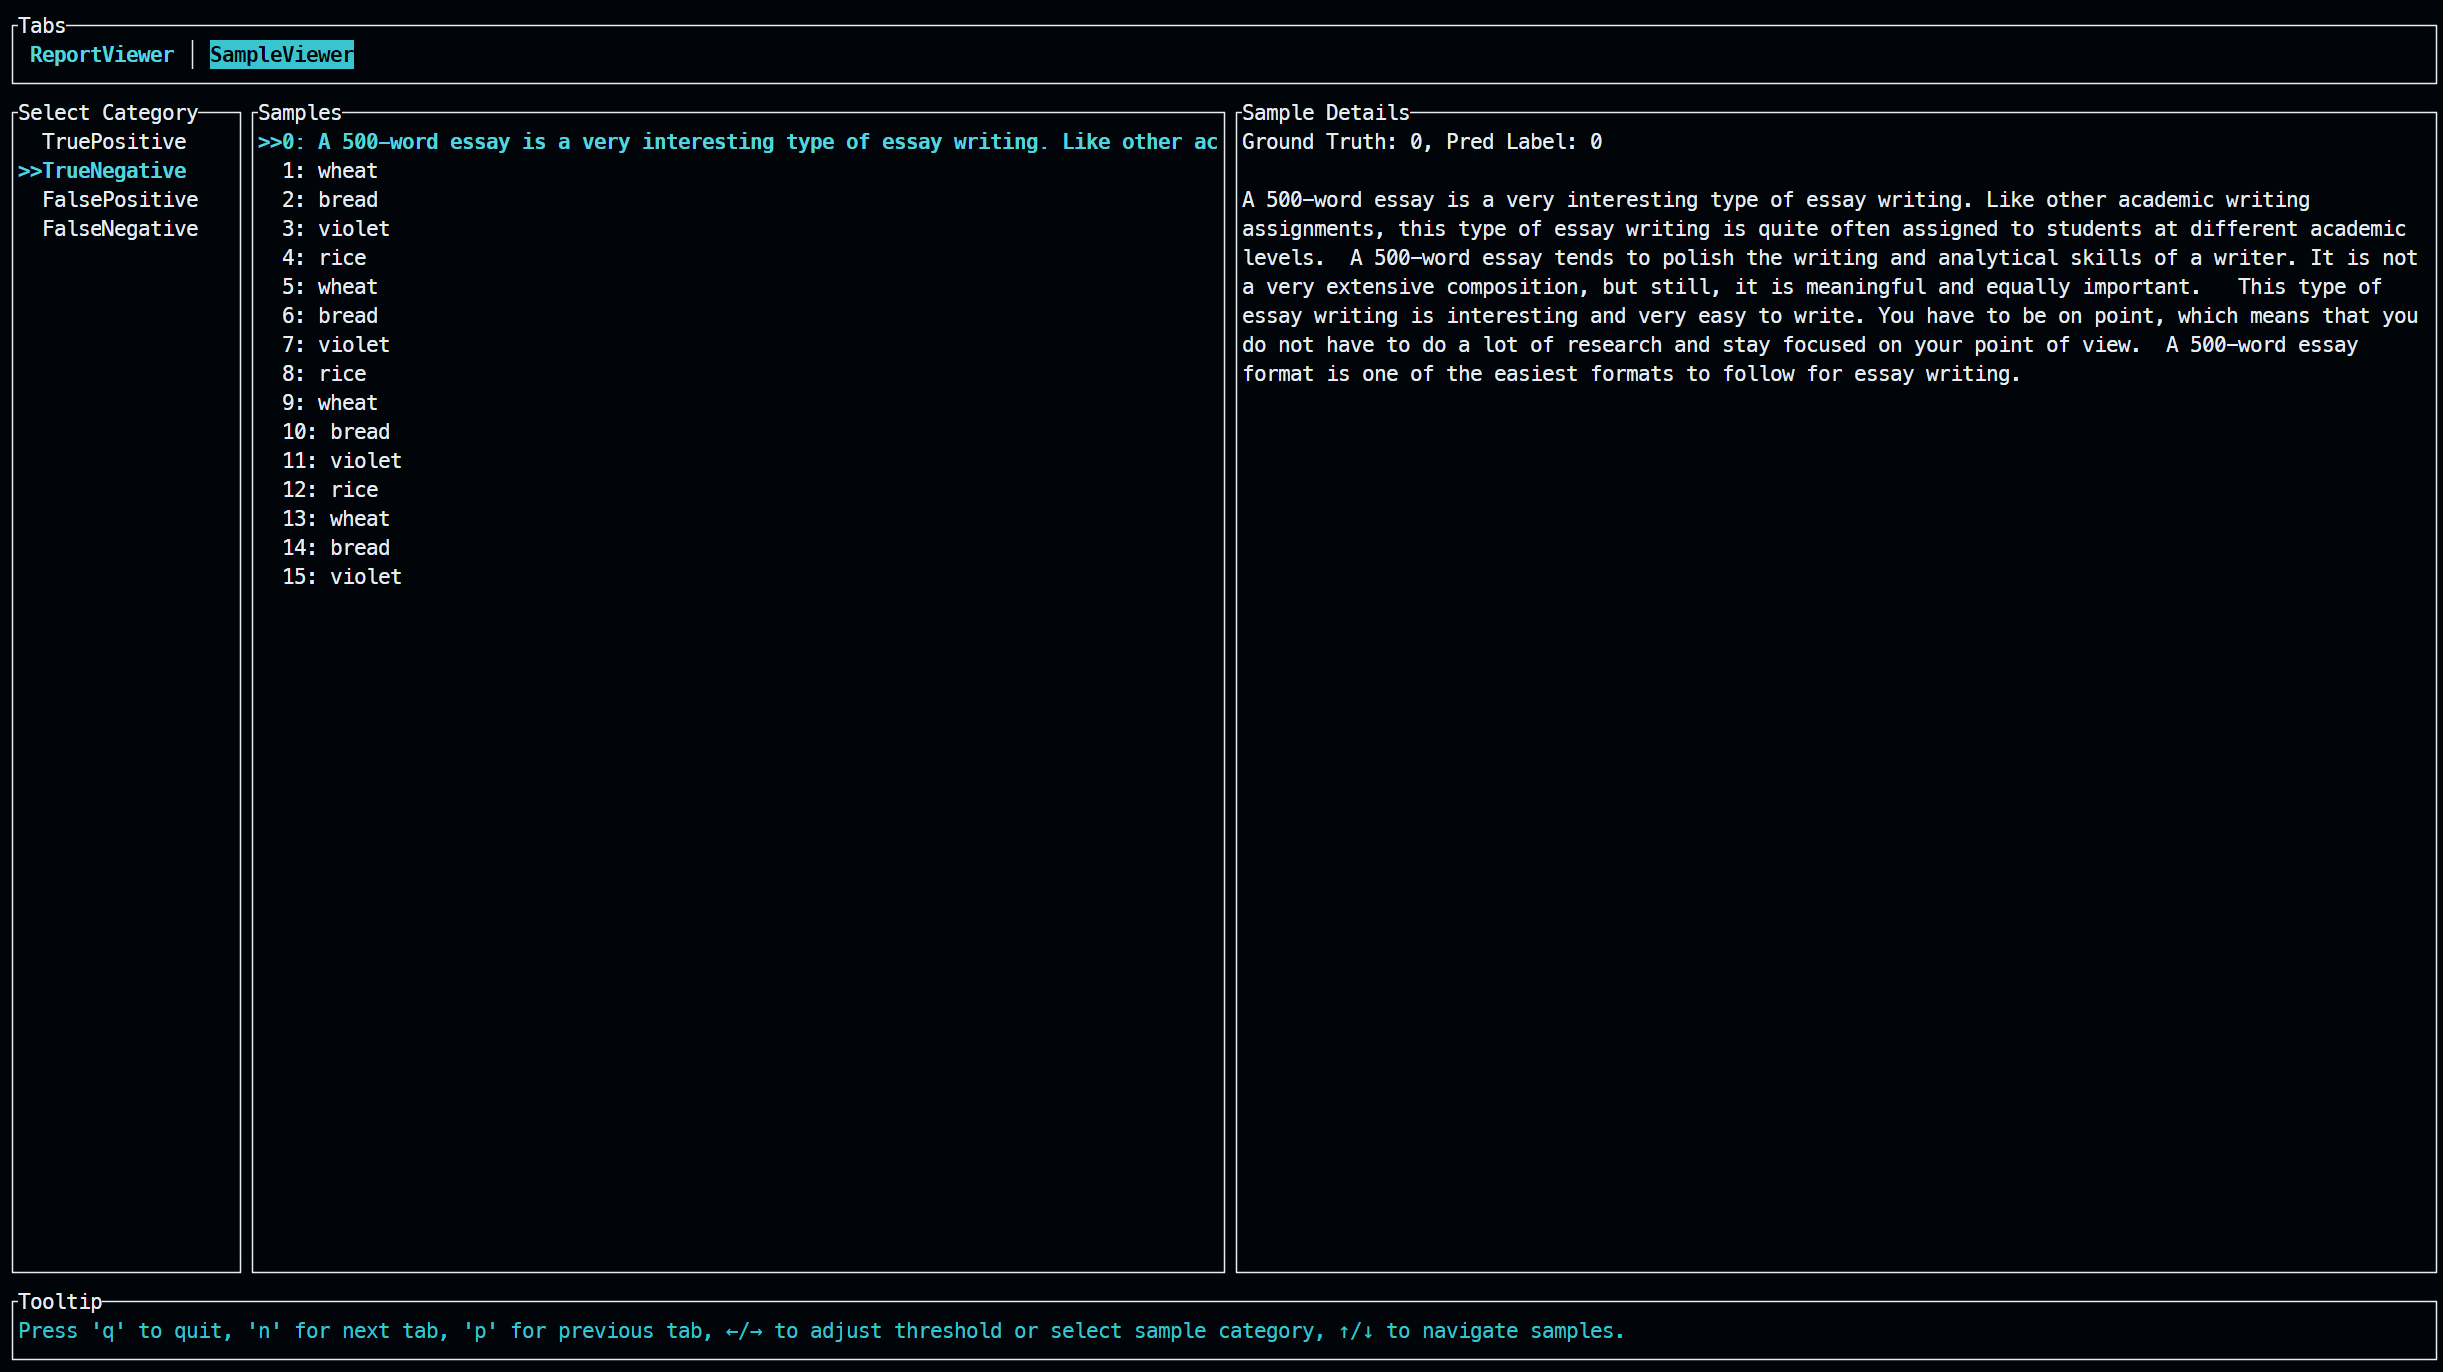 Tabs
ReportViewer │ SampleViewer
Select Category
TruePositive
>>TrueNegative
FalsePositive
FalseNegative
Samples
>>0: A 500-word essay is a very interesting type of essay writing. Like other ac
1: wheat
2: bread
3: violet
4: rice
5: wheat
6: bread
7: violet
8: rice
9: wheat
10: bread
11: violet
12: rice
13: wheat
14: bread
15: violet
Sample Details
Ground Truth: 0, Pred Label: 0
A 500-word essay is a very interesting type of essay writing. Like other academic writing
assignments, this type of essay writing is quite often assigned to students at different academic
levels.  A 500-word essay tends to polish the writing and analytical skills of a writer. It is not
a very extensive composition, but still, it is meaningful and equally important.   This type of
essay writing is interesting and very easy to write. You have to be on point, which means that you
do not have to do a lot of research and stay focused on your point of view.  A 500-word essay
format is one of the easiest formats to follow for essay writing.
Tooltip
Press 'q' to quit, 'n' for next tab, 'p' for previous tab, ←/→ to adjust threshold or select sample category, ↑/↓ to navigate samples.